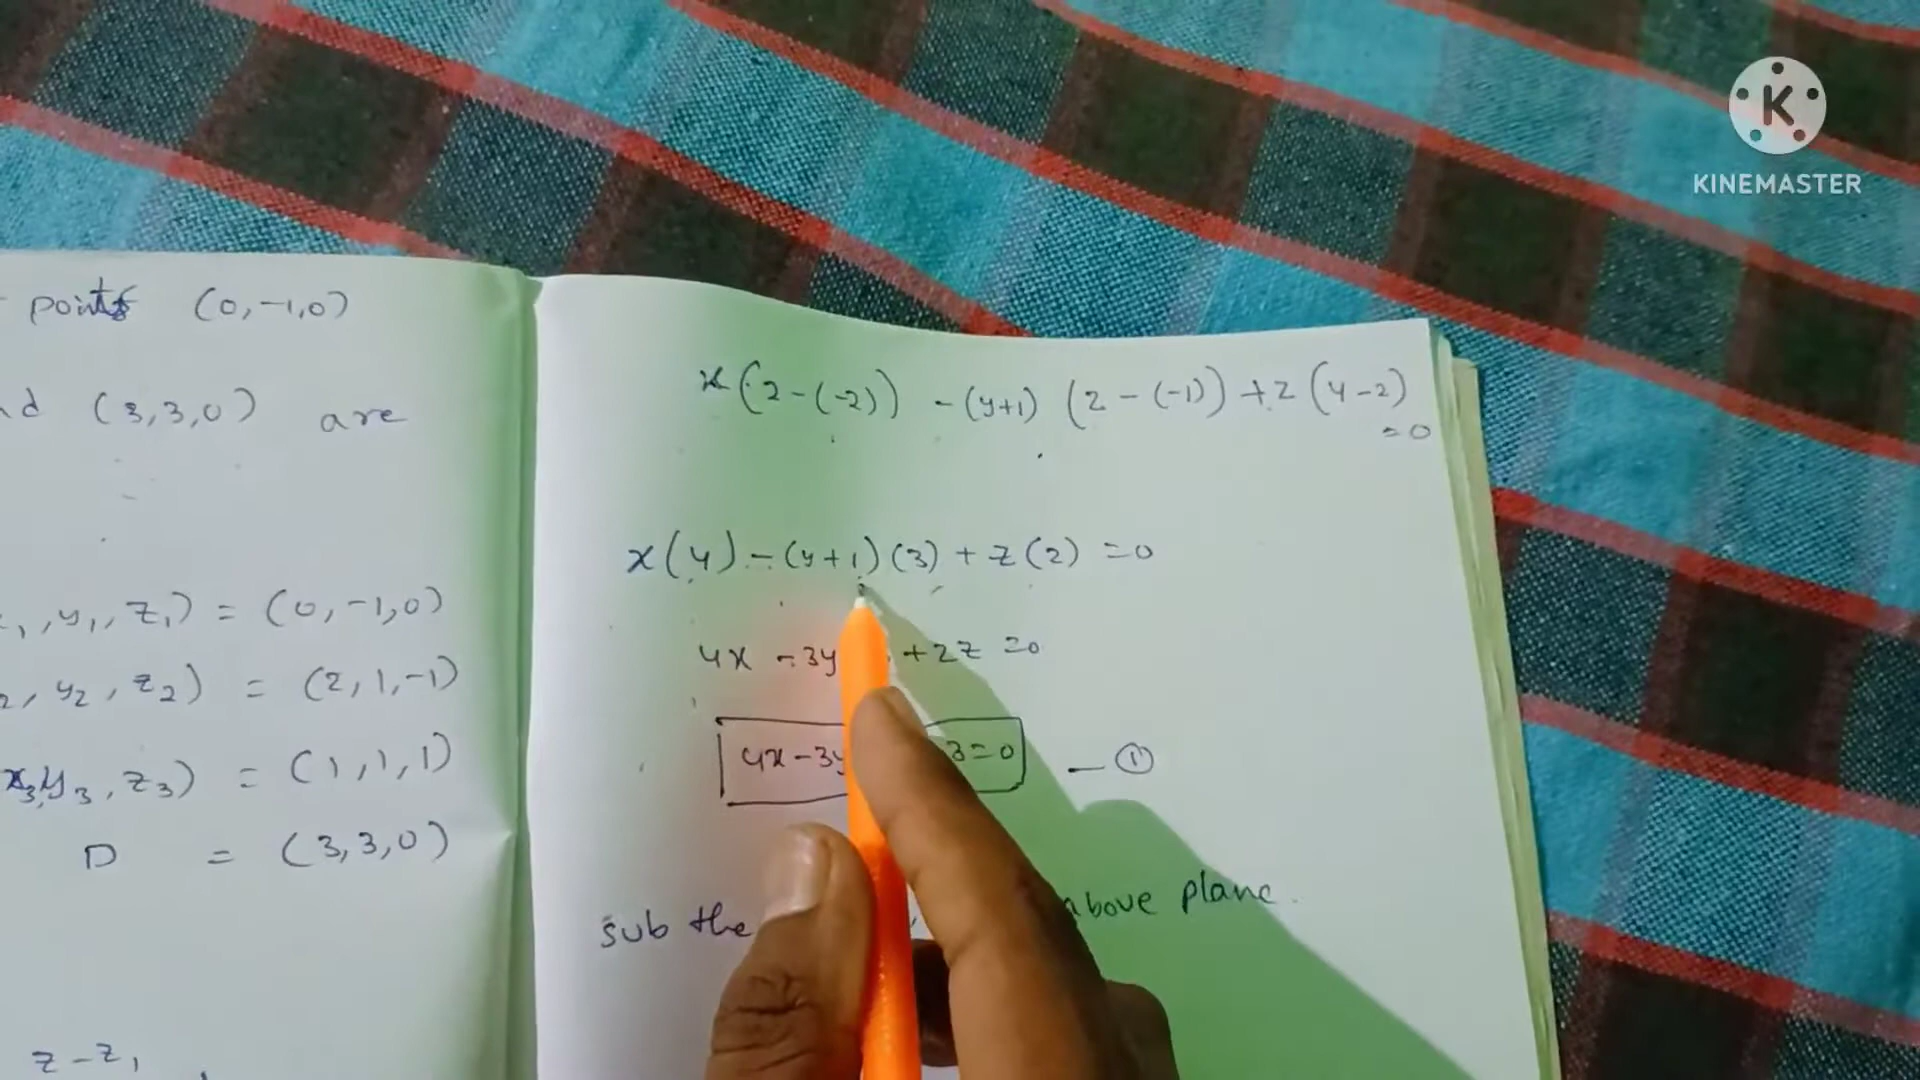 points (0,-1,0)
(3,3,0) are
, y₁, z₁) = (0,-1,0)
, y₂, z₂) = (2,1,-1)
x₃,y₃, z₃) = (1,1,1)
D = (3,3,0)
z-z₁
x(2-(-2)) -(y+1) (2-(-1)) +z(4-2)
=0
x(4) -(y+1)(3) + z(2) =0
4x -3y +2z =0
4x-3y 3=0 — ①
sub the above plane.
K
KINEMASTER